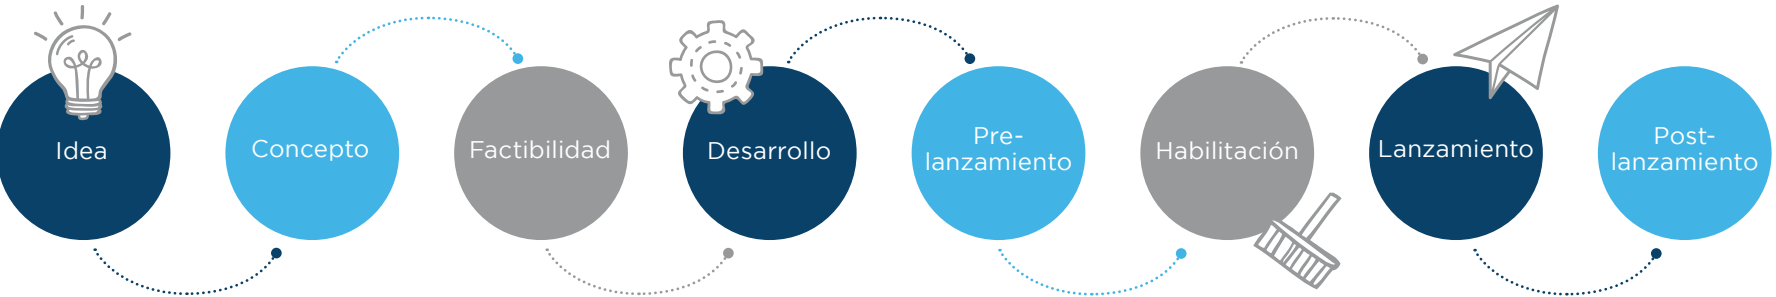 Idea
Concepto
Factibilidad
Desarrollo
Pre-
lanzamiento
Habilitación
Lanzamiento
Post-
lanzamiento